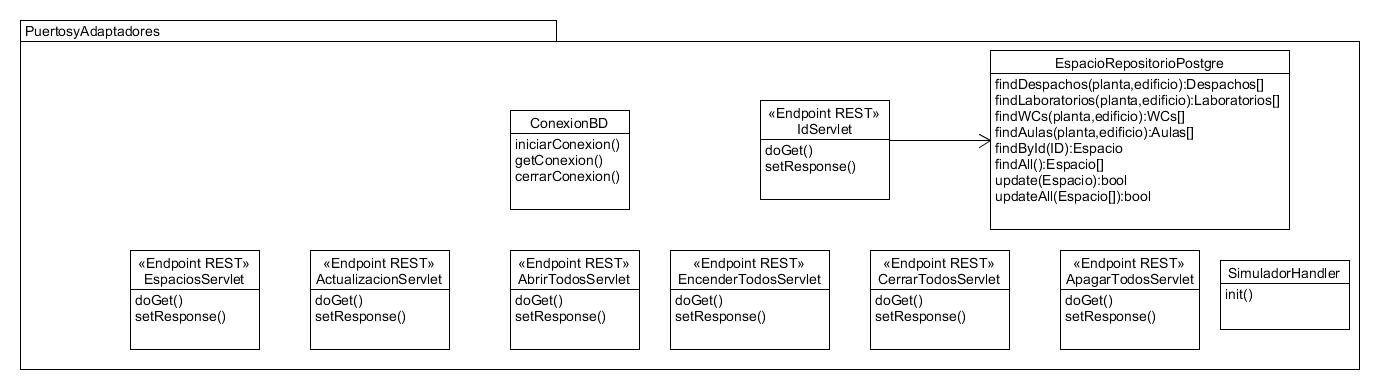 PuertosyAdaptadores
EspacioRepositorioPostgre
findDespachos(planta,edificio):Despachos[]
findLaboratorios(planta,edificio):Laboratorios[]
findWCs(planta,edificio):WCs[]
findAulas(planta,edificio):Aulas[]
findById(ID):Espacio
findAll():Espacio[]
update(Espacio):bool
updateAll(Espacio[]):bool
«Endpoint REST»
IdServlet
doGet()
setResponse()
ConexionBD
iniciarConexion()
getConexion()
cerrarConexion()
«Endpoint REST»
EspaciosServlet
doGet()
setResponse()
«Endpoint REST»
ActualizacionServlet
doGet()
setResponse()
«Endpoint REST»
AbrirTodosServlet
doGet()
setResponse()
«Endpoint REST»
EncenderTodosServlet
doGet()
setResponse()
«Endpoint REST»
CerrarTodosServlet
doGet()
setResponse()
«Endpoint REST»
ApagarTodosServlet
doGet()
setResponse()
SimuladorHandler
init()